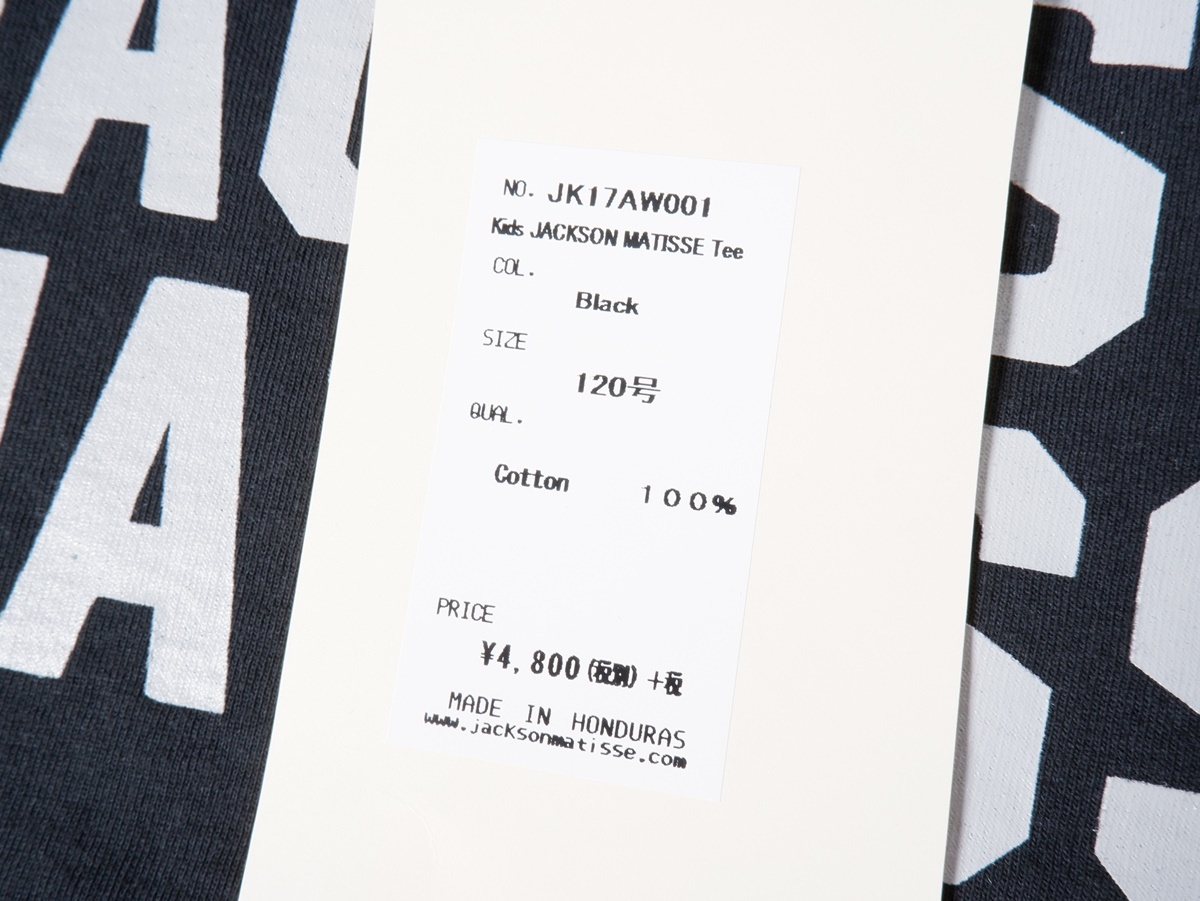 NO. JK17AW001
Kids JACKSON MATISSE Tee
COL.
Black
SIZE
120号
QUAL.
Cotton 100%
PRICE
¥4,800(税別)+税
MADE IN HONDURAS
www.jacksonmatisse.com